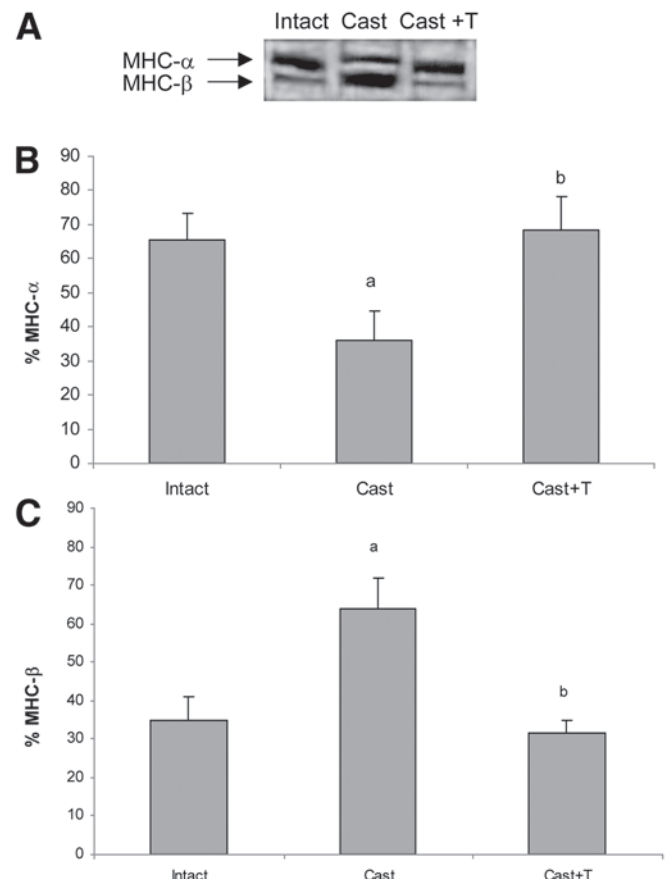 A
Intact Cast Cast +T
MHC-α
MHC-β
B
90
80
70
60
50
40
30
20
10
0
% MHC-α
a
b
Intact Cast Cast+T
C
90
80
70
60
50
40
30
20
10
0
% MHC-β
a
b
Intact Cast Cast+T